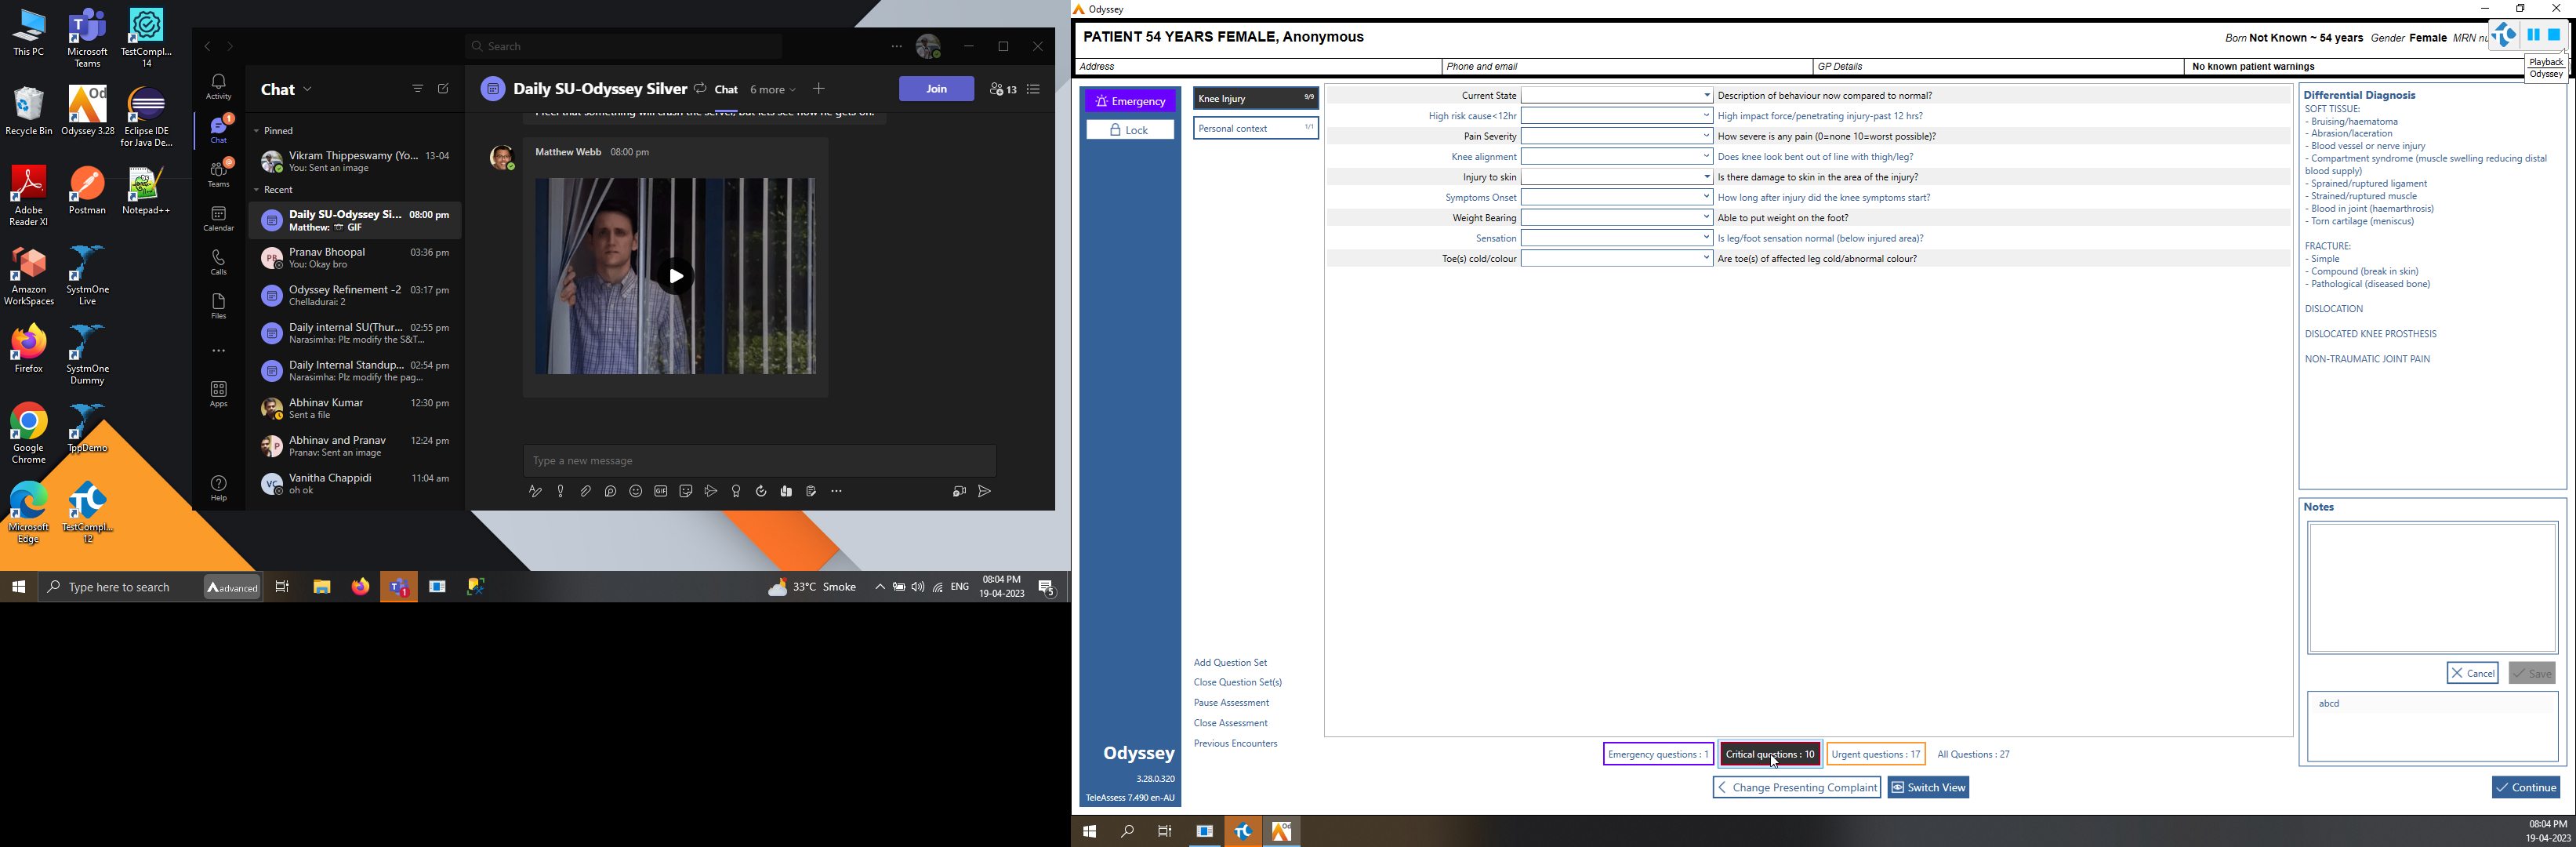 This PC
Microsoft Teams
TestCompl... 14
Recycle Bin
Odyssey 3.28
Eclipse IDE for Java De...
Adobe Reader XI
Postman
Notepad++
Amazon WorkSpaces
SystmOne Live
Firefox
SystmOne Dummy
Google Chrome
TppDemo
Microsoft Edge
TestCompl... 12
Search
Activity
Chat
Teams
Calendar
Calls
Files
Apps
Help
Chat
Pinned
Vikram Thippeswamy (Yo... 13-04
You: Sent an image
Recent
Daily SU-Odyssey Si... 08:00 pm
Matthew: GIF
Pranav Bhoopal 03:36 pm
You: Okay bro
Odyssey Refinement -2 03:17 pm
Chelladurai: 2
Daily internal SU(Thur... 02:55 pm
Narasimha: Plz modify the S&T...
Daily Internal Standup... 02:54 pm
Narasimha: Plz modify the pag...
Abhinav Kumar 12:30 pm
Sent a file
Abhinav and Pranav 12:24 pm
Pranav: Sent an image
Vanitha Chappidi 11:04 am
oh ok
Daily SU-Odyssey Silver Chat 6 more Join 13
Matthew Webb 08:00 pm
Type a new message
Type here to search
advanced
33°C Smoke
ENG
08:04 PM
19-04-2023
5
Odyssey
PATIENT 54 YEARS FEMALE, Anonymous
Born Not Known ~ 54 years Gender Female MRN nu
Playback
Odyssey
Address
Phone and email
GP Details
No known patient warnings
Emergency
Lock
Knee Injury 9/9
Personal context 1/1
Current State Description of behaviour now compared to normal?
High risk cause<12hr High impact force/penetrating injury-past 12 hrs?
Pain Severity How severe is any pain (0=none 10=worst possible)?
Knee alignment Does knee look bent out of line with thigh/leg?
Injury to skin Is there damage to skin in the area of the injury?
Symptoms Onset How long after injury did the knee symptoms start?
Weight Bearing Able to put weight on the foot?
Sensation Is leg/foot sensation normal (below injured area)?
Toe(s) cold/colour Are toe(s) of affected leg cold/abnormal colour?
Differential Diagnosis
SOFT TISSUE:
- Bruising/haematoma
- Abrasion/laceration
- Blood vessel or nerve injury
- Compartment syndrome (muscle swelling reducing distal
blood supply)
- Sprained/ruptured ligament
- Strained/ruptured muscle
- Blood in joint (haemarthrosis)
- Torn cartilage (meniscus)
FRACTURE:
- Simple
- Compound (break in skin)
- Pathological (diseased bone)
DISLOCATION
DISLOCATED KNEE PROSTHESIS
NON-TRAUMATIC JOINT PAIN
Notes
Cancel
Save
abcd
Add Question Set
Close Question Set(s)
Pause Assessment
Close Assessment
Previous Encounters
Odyssey
3.28.0.320
TeleAssess 7.490 en-AU
Emergency questions : 1
Critical questions : 10
Urgent questions : 17
All Questions : 27
Change Presenting Complaint
Switch View
Continue
08:04 PM
19-04-2023